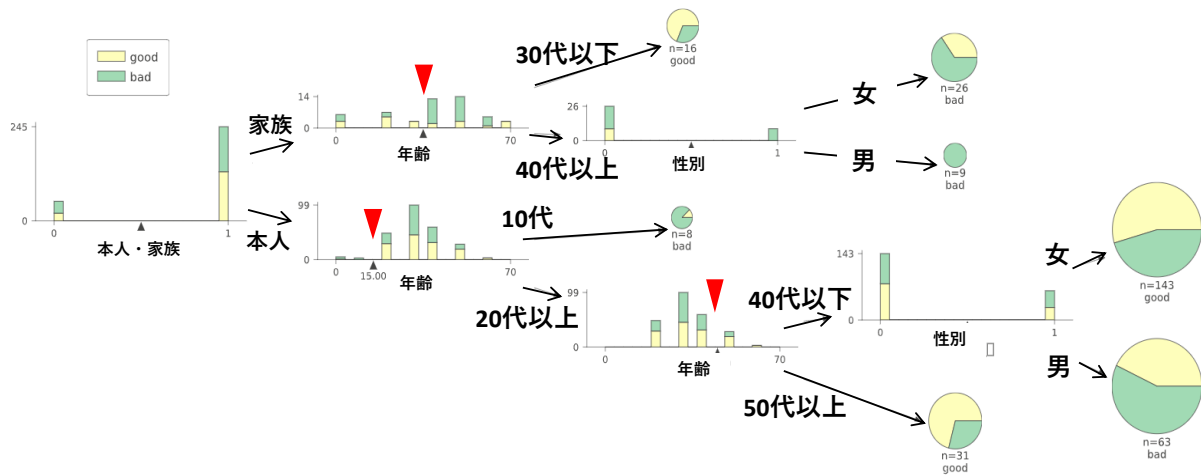 good
bad
245
0
0
1
本人・家族
家族
本人
14
0
0
70
年齢
99
0
0
15.00
70
年齢
30代以下
40代以上
n=16
good
26
0
0
1
性別
女
男
n=26
bad
n=9
bad
10代
20代以上
n=8
bad
99
0
0
70
年齢
40代以下
50代以上
143
0
0
1
性別
女
男
n=143
good
n=63
bad
n=31
good